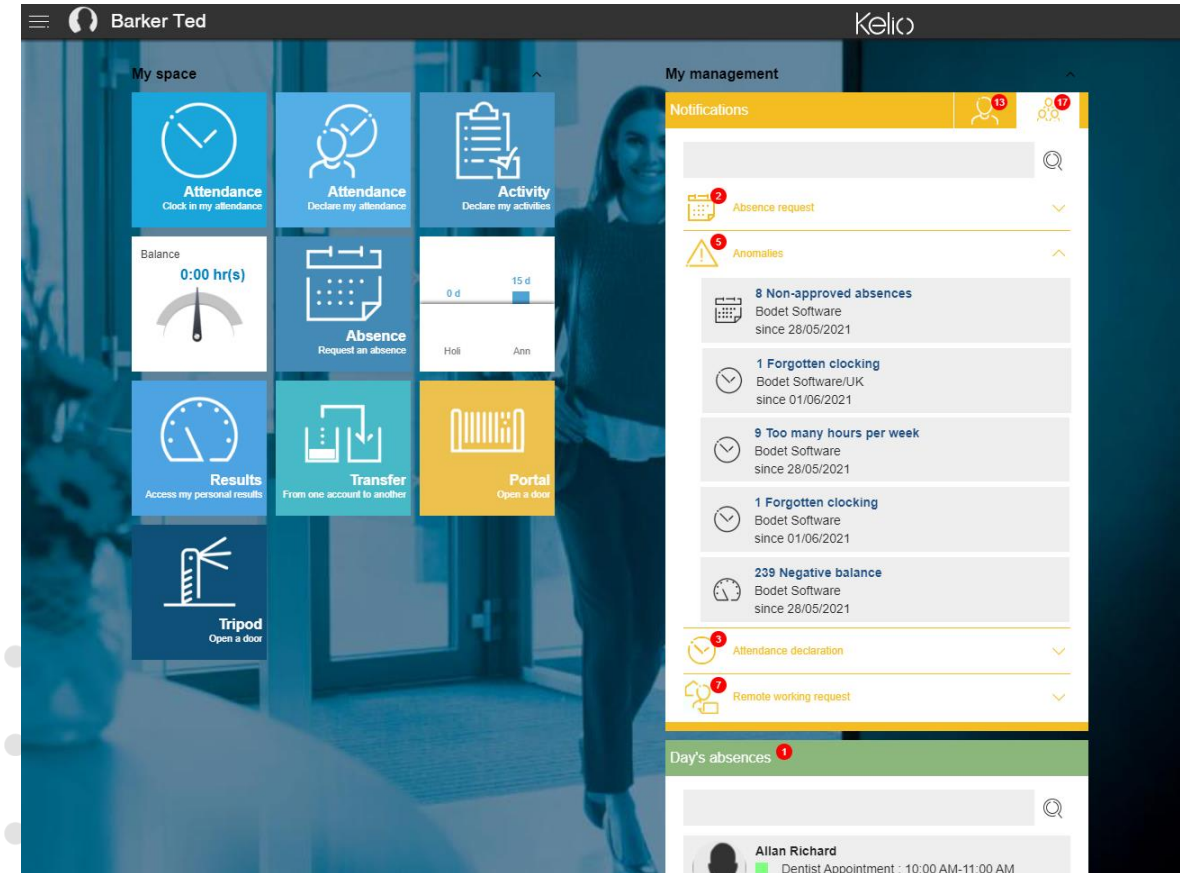 Barker Ted
Kelio
My space
Attendance
Clock in my attendance
Attendance
Declare my attendance
Activity
Declare my activities
Balance
0:00 hr(s)
Absence
Request an absence
0 d
15 d
Holi
Ann
Results
Access my personal results
Transfer
From one account to another
Portal
Open a door
Tripod
Open a door
My management
Notifications
13
17
2
Absence request
5
Anomalies
8 Non-approved absences
Bodet Software
since 28/05/2021
1 Forgotten clocking
Bodet Software/UK
since 01/06/2021
9 Too many hours per week
Bodet Software
since 28/05/2021
1 Forgotten clocking
Bodet Software
since 01/06/2021
239 Negative balance
Bodet Software
since 28/05/2021
3
Attendance declaration
7
Remote working request
Day's absences 1
Allan Richard
Dentist Appointment : 10:00 AM-11:00 AM